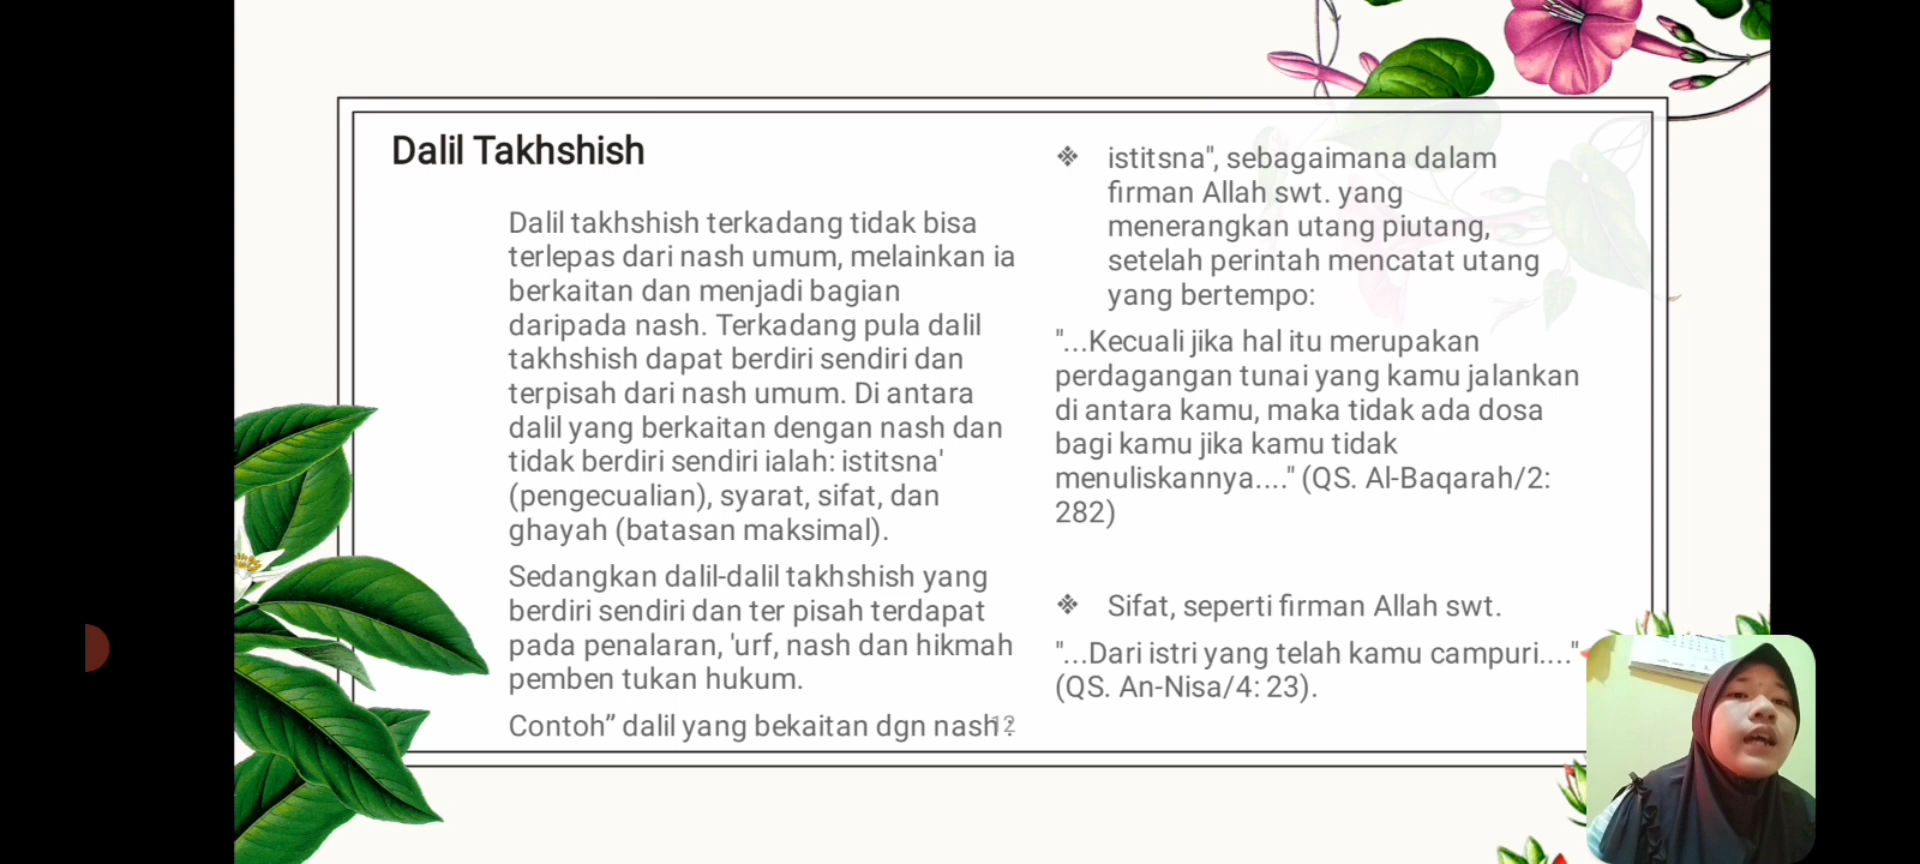 Dalil Takhshish
Dalil takhshish terkadang tidak bisa
terlepas dari nash umum, melainkan ia
berkaitan dan menjadi bagian
daripada nash. Terkadang pula dalil
takhshish dapat berdiri sendiri dan
terpisah dari nash umum. Di antara
dalil yang berkaitan dengan nash dan
tidak berdiri sendiri ialah: istitsna'
(pengecualian), syarat, sifat, dan
ghayah (batasan maksimal).
Sedangkan dalil-dalil takhshish yang
berdiri sendiri dan ter pisah terdapat
pada penalaran, 'urf, nash dan hikmah
pemben tukan hukum.
Contoh” dalil yang bekaitan dgn nash :
12
❖ istitsna", sebagaimana dalam
firman Allah swt. yang
menerangkan utang piutang,
setelah perintah mencatat utang
yang bertempo:
"...Kecuali jika hal itu merupakan
perdagangan tunai yang kamu jalankan
di antara kamu, maka tidak ada dosa
bagi kamu jika kamu tidak
menuliskannya...." (QS. Al-Baqarah/2:
282)
❖ Sifat, seperti firman Allah swt.
"...Dari istri yang telah kamu campuri...."
(QS. An-Nisa/4: 23).